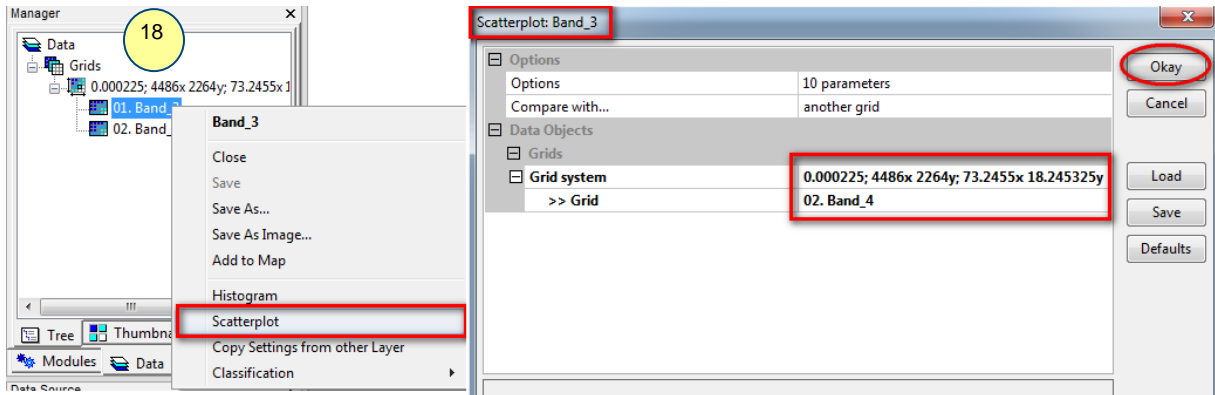 Manager
18
Data
Grids
0.000225; 4486x 2264y; 73.2455x 1
01. Band_3
02. Band_
Band_3
Close
Save
Save As...
Save As Image...
Add to Map
Histogram
Scatterplot
Copy Settings from other Layer
Classification
Tree Thumbna
Modules Data
Data Source
Scatterplot: Band_3
Options
Options 10 parameters
Compare with... another grid
Data Objects
Grids
Grid system 0.000225; 4486x 2264y; 73.2455x 18.245325y
>> Grid 02. Band_4
Okay
Cancel
Load
Save
Defaults